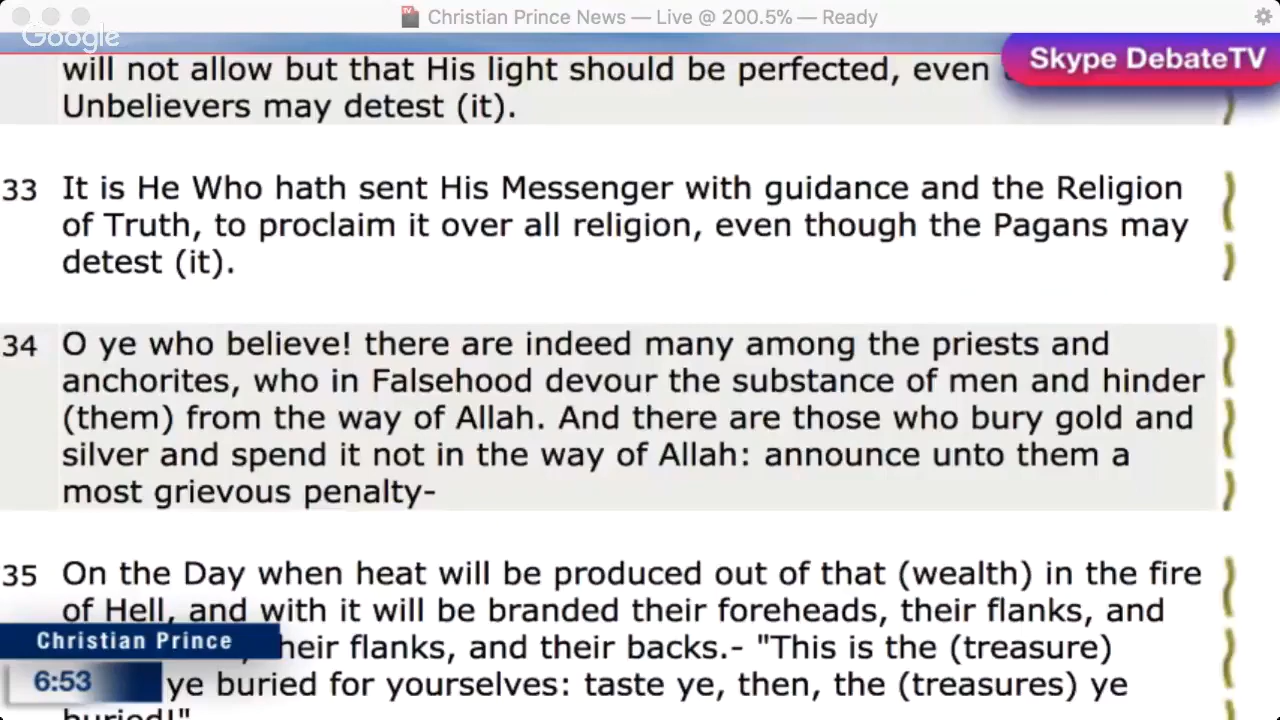 Christian Prince News — Live @ 200.5% — Ready
Google
Skype DebateTV
will not allow but that His light should be perfected, even
Unbelievers may detest (it).
33 It is He Who hath sent His Messenger with guidance and the Religion
of Truth, to proclaim it over all religion, even though the Pagans may
detest (it).
34 O ye who believe! there are indeed many among the priests and
anchorites, who in Falsehood devour the substance of men and hinder
(them) from the way of Allah. And there are those who bury gold and
silver and spend it not in the way of Allah: announce unto them a
most grievous penalty-
35 On the Day when heat will be produced out of that (wealth) in the fire
of Hell, and with it will be branded their foreheads, their flanks, and
heir flanks, and their backs.- "This is the (treasure)
ye buried for yourselves: taste ye, then, the (treasures) ye
buried!"
Christian Prince
6:53